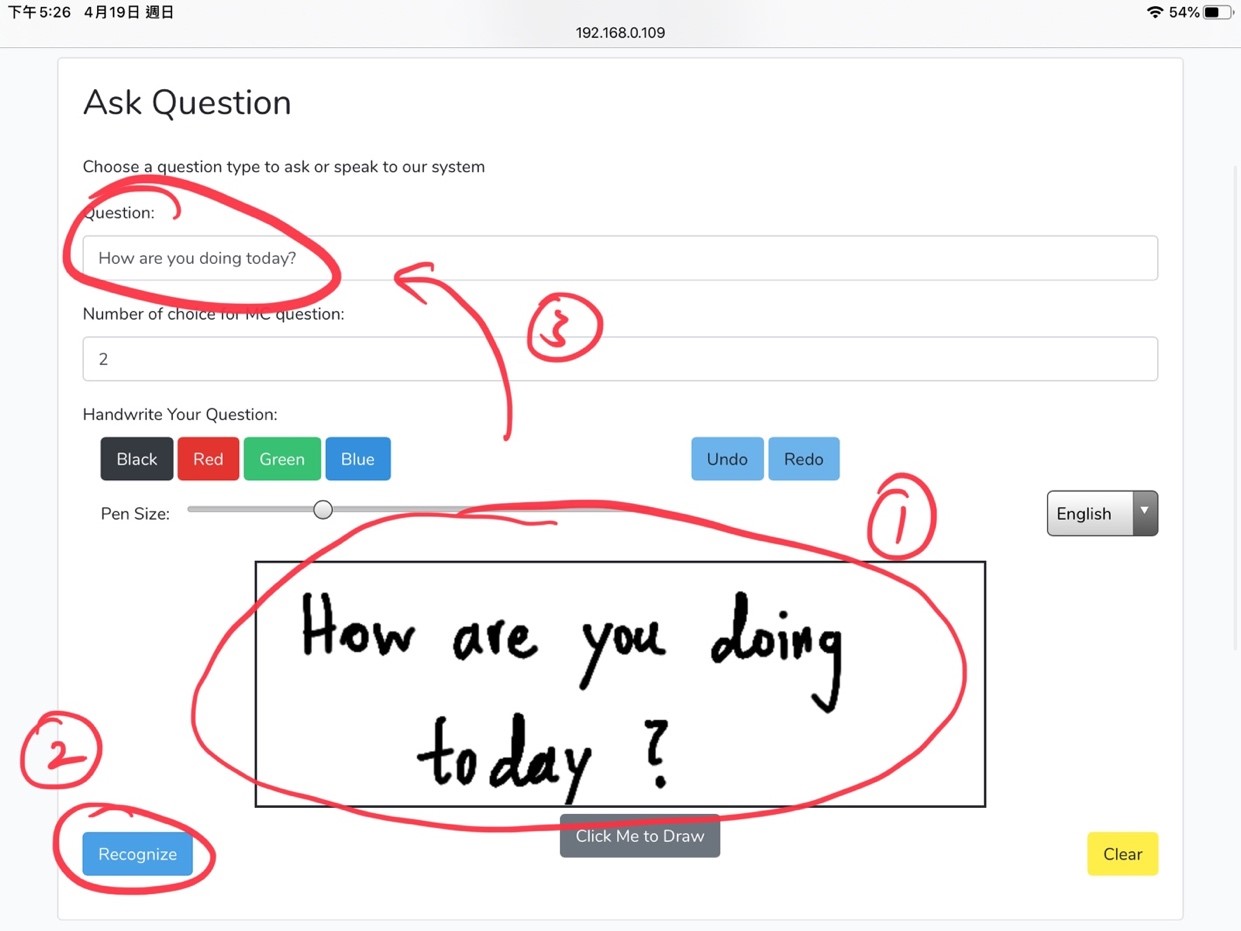 下午5:26 4月19日 週日
54%
192.168.0.109
Ask Question
Choose a question type to ask or speak to our system
Question:
How are you doing today?
③
Number of choice for MC question:
2
Handwrite Your Question:
Black Red Green Blue Undo Redo
Pen Size:
①
English
How are you doing
today ?
②
Click Me to Draw
Recognize
Clear